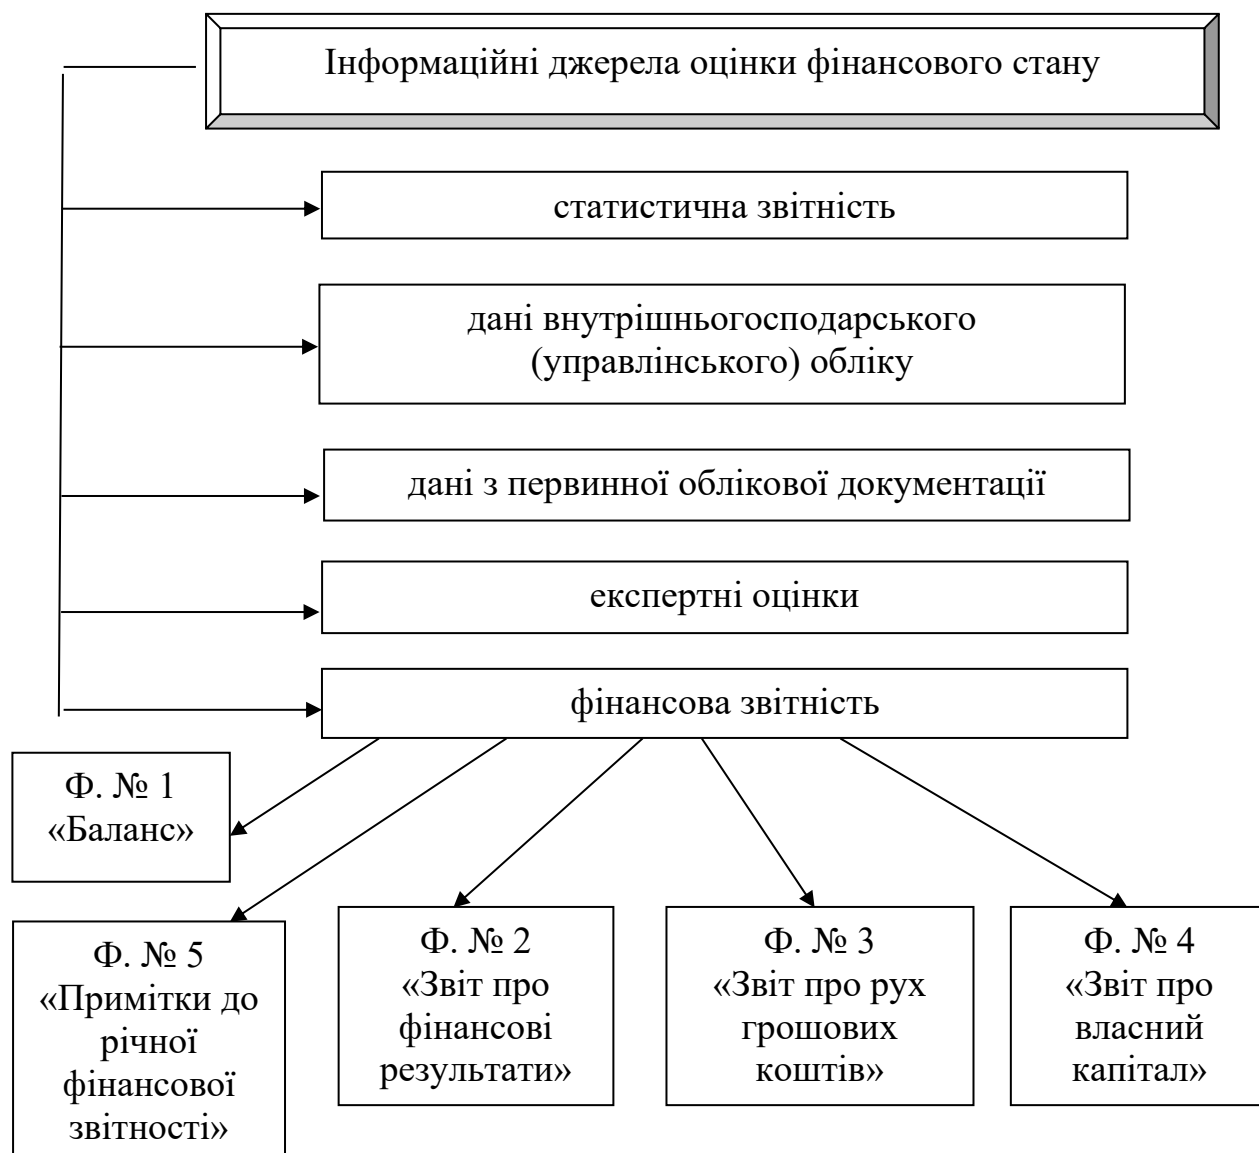 Інформаційні джерела оцінки фінансового стану
статистична звітність
дані внутрішньогосподарського
(управлінського) обліку
дані з первинної облікової документації
експертні оцінки
фінансова звітність
Ф. № 1
«Баланс»
Ф. № 5
«Примітки до
річної
фінансової
звітності»
Ф. № 2
«Звіт про
фінансові
результати»
Ф. № 3
«Звіт про рух
грошових
коштів»
Ф. № 4
«Звіт про
власний
капітал»